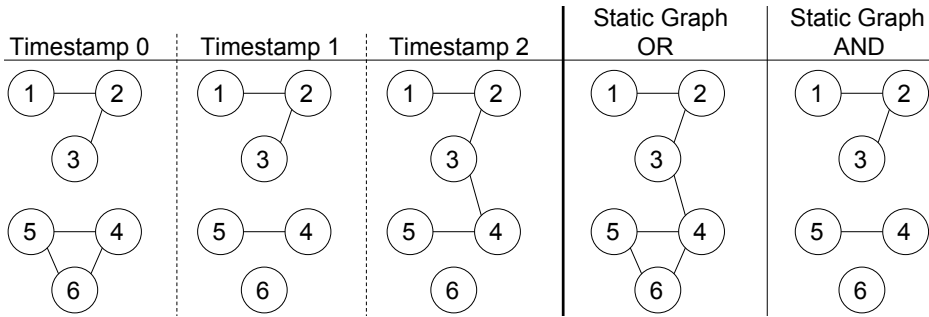 Timestamp 0
Timestamp 1
Timestamp 2
Static Graph
OR
Static Graph
AND
1 2 1 2 1 2 1 2 1 2
3 3 3 3 3
5 4 5 4 5 4 5 4 5 4
6 6 6 6 6